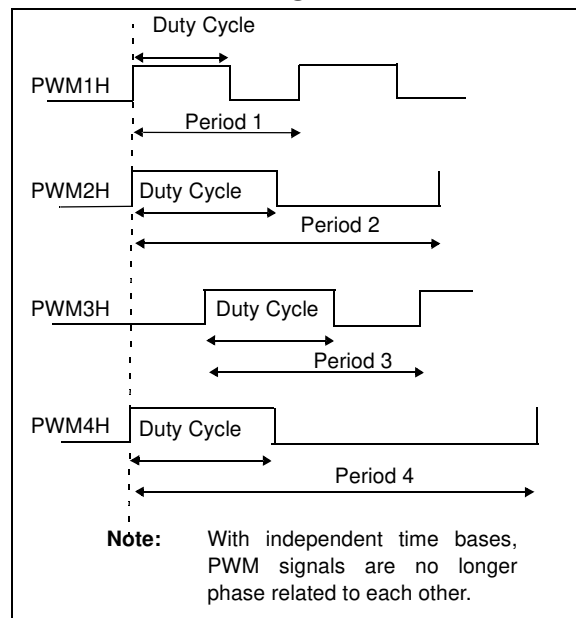 Duty Cycle
PWM1H
Period 1
PWM2H
Duty Cycle
Period 2
PWM3H
Duty Cycle
Period 3
PWM4H
Duty Cycle
Period 4
Note: With independent time bases,
PWM signals are no longer
phase related to each other.